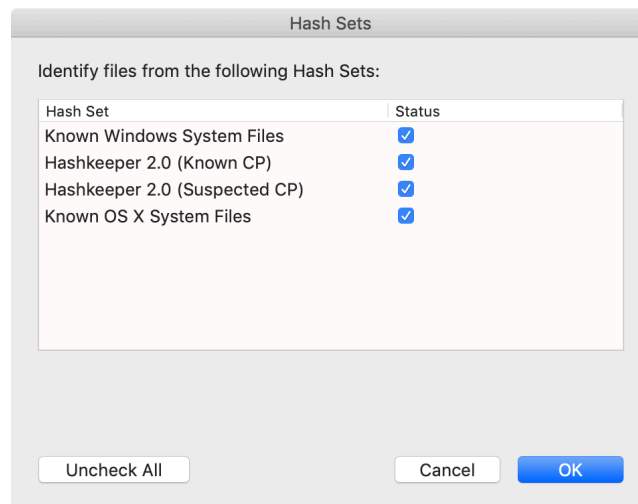 Hash Sets
Identify files from the following Hash Sets:
Hash Set Status
Known Windows System Files
Hashkeeper 2.0 (Known CP)
Hashkeeper 2.0 (Suspected CP)
Known OS X System Files
Uncheck All Cancel OK